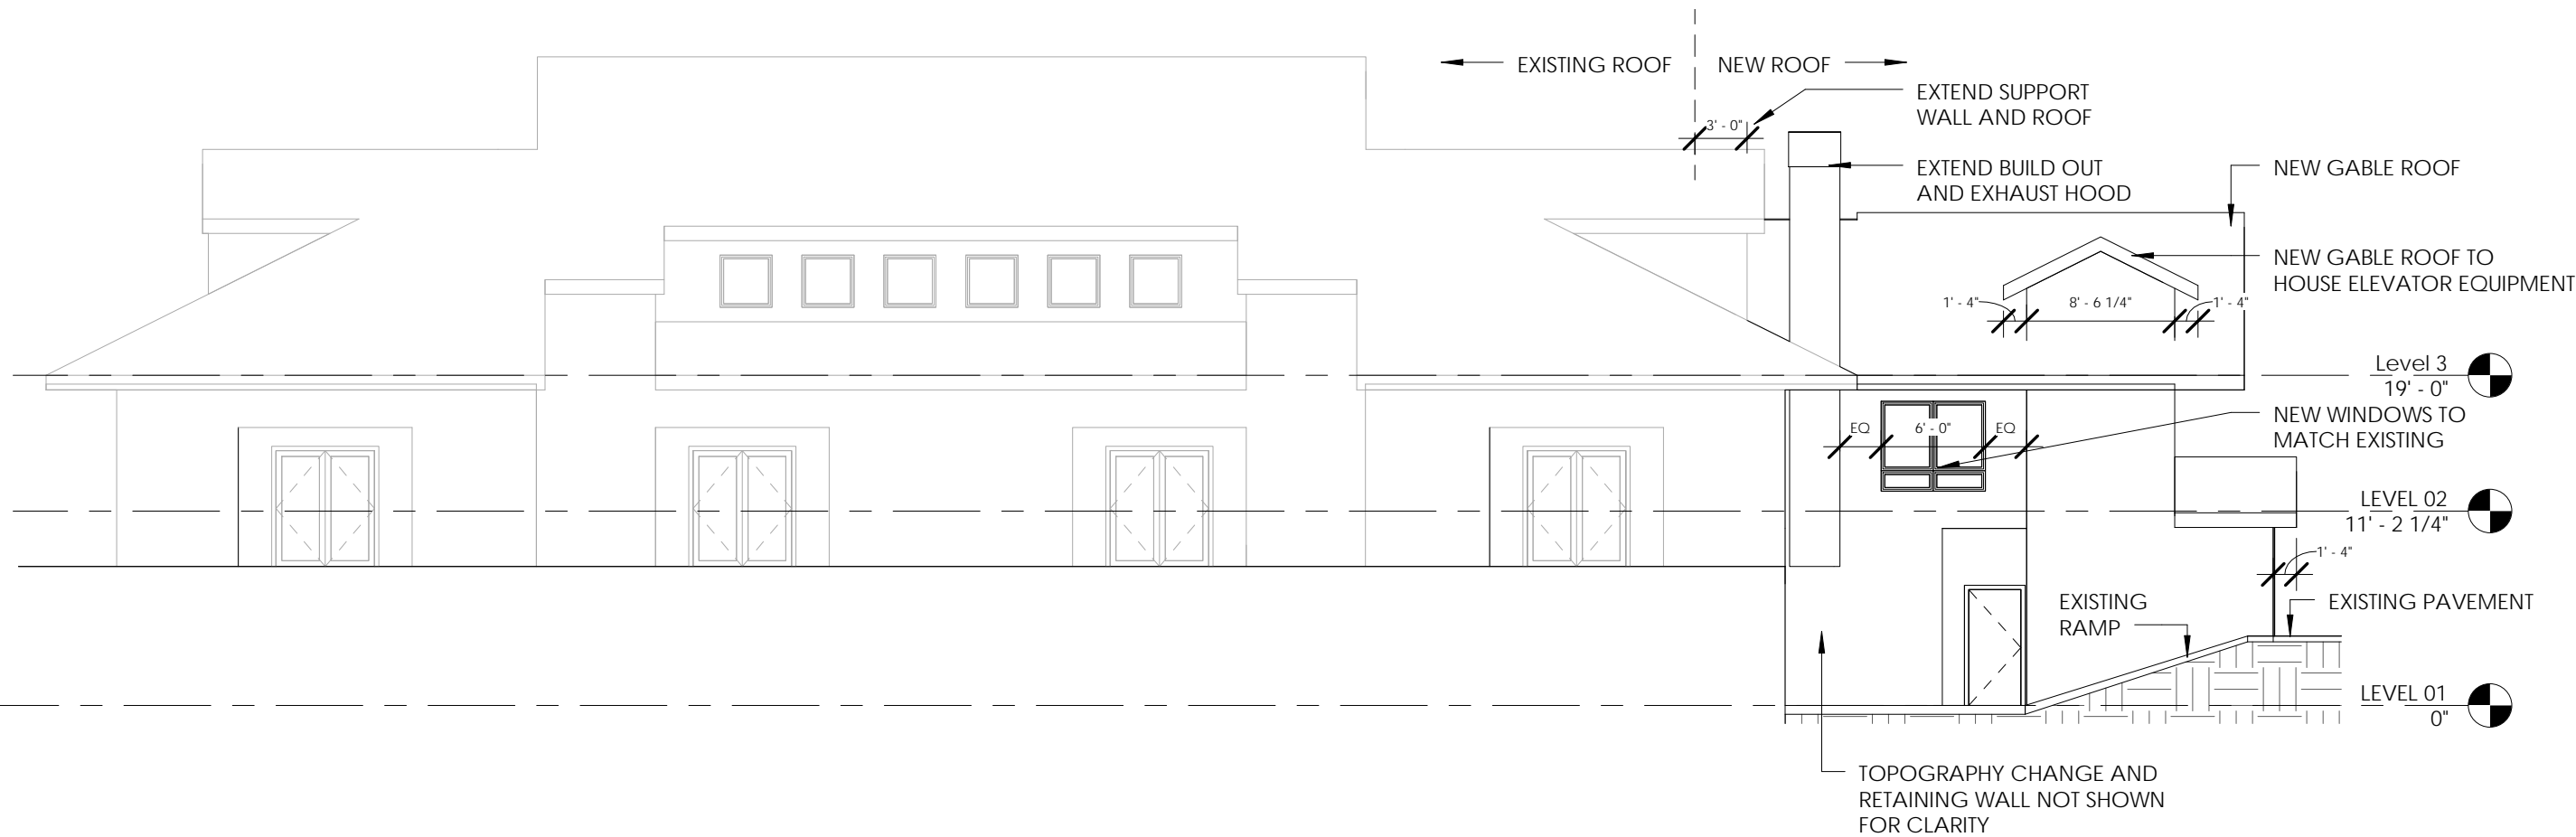 EXISTING ROOF
NEW ROOF
EXTEND SUPPORT
WALL AND ROOF
3' - 0"
EXTEND BUILD OUT
AND EXHAUST HOOD
NEW GABLE ROOF
NEW GABLE ROOF TO
HOUSE ELEVATOR EQUIPMENT
1' - 4"
8' - 6 1/4"
1' - 4"
Level 3
19' - 0"
NEW WINDOWS TO
MATCH EXISTING
EQ
6' - 0"
EQ
LEVEL 02
11' - 2 1/4"
1' - 4"
EXISTING
RAMP
EXISTING PAVEMENT
LEVEL 01
0"
TOPOGRAPHY CHANGE AND
RETAINING WALL NOT SHOWN
FOR CLARITY